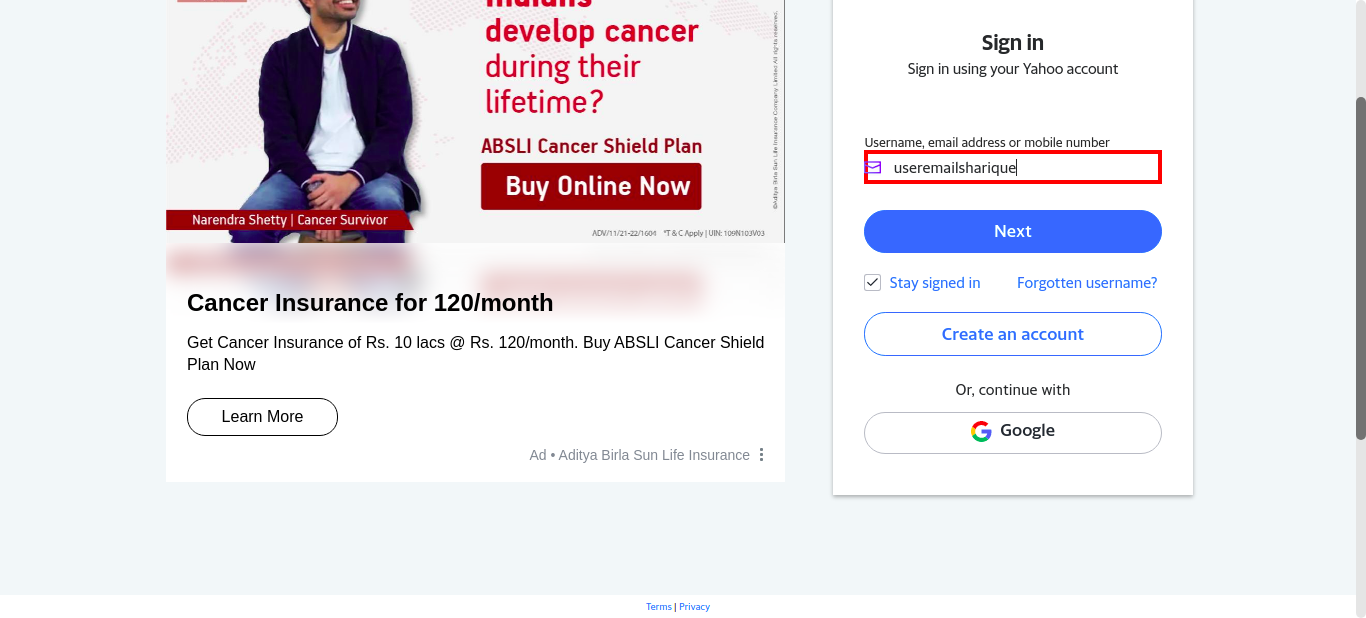 develop cancer
during their
lifetime?
ABSLI Cancer Shield Plan
Buy Online Now
Narendra Shetty | Cancer Survivor
ADV/11/21-22/1604 *T & C Apply | UIN: 109N103V03
©Aditya Birla Sun Life Insurance Company Limited All rights reserved.
Cancer Insurance for 120/month
Get Cancer Insurance of Rs. 10 lacs @ Rs. 120/month. Buy ABSLI Cancer Shield
Plan Now
Learn More
Ad • Aditya Birla Sun Life Insurance
Sign in
Sign in using your Yahoo account
Username, email address or mobile number
useremailsharique
Next
Stay signed in
Forgotten username?
Create an account
Or, continue with
Google
Terms | Privacy